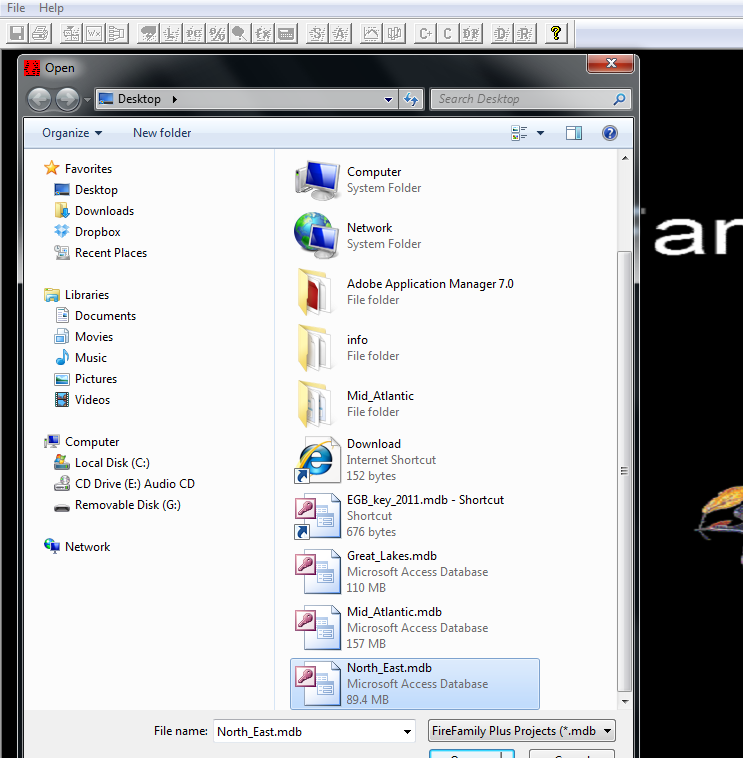 File Help
Open
Desktop
Search Desktop
Organize New folder
Favorites
Desktop
Downloads
Dropbox
Recent Places
Libraries
Documents
Movies
Music
Pictures
Videos
Computer
Local Disk (C:)
CD Drive (E:) Audio CD
Removable Disk (G:)
Network
Computer
System Folder
Network
System Folder
Adobe Application Manager 7.0
File folder
info
File folder
Mid_Atlantic
File folder
Download
Internet Shortcut
152 bytes
EGB_key_2011.mdb - Shortcut
Shortcut
676 bytes
Great_Lakes.mdb
Microsoft Access Database
110 MB
Mid_Atlantic.mdb
Microsoft Access Database
157 MB
North_East.mdb
Microsoft Access Database
89.4 MB
File name: North_East.mdb FireFamily Plus Projects (*.mdb